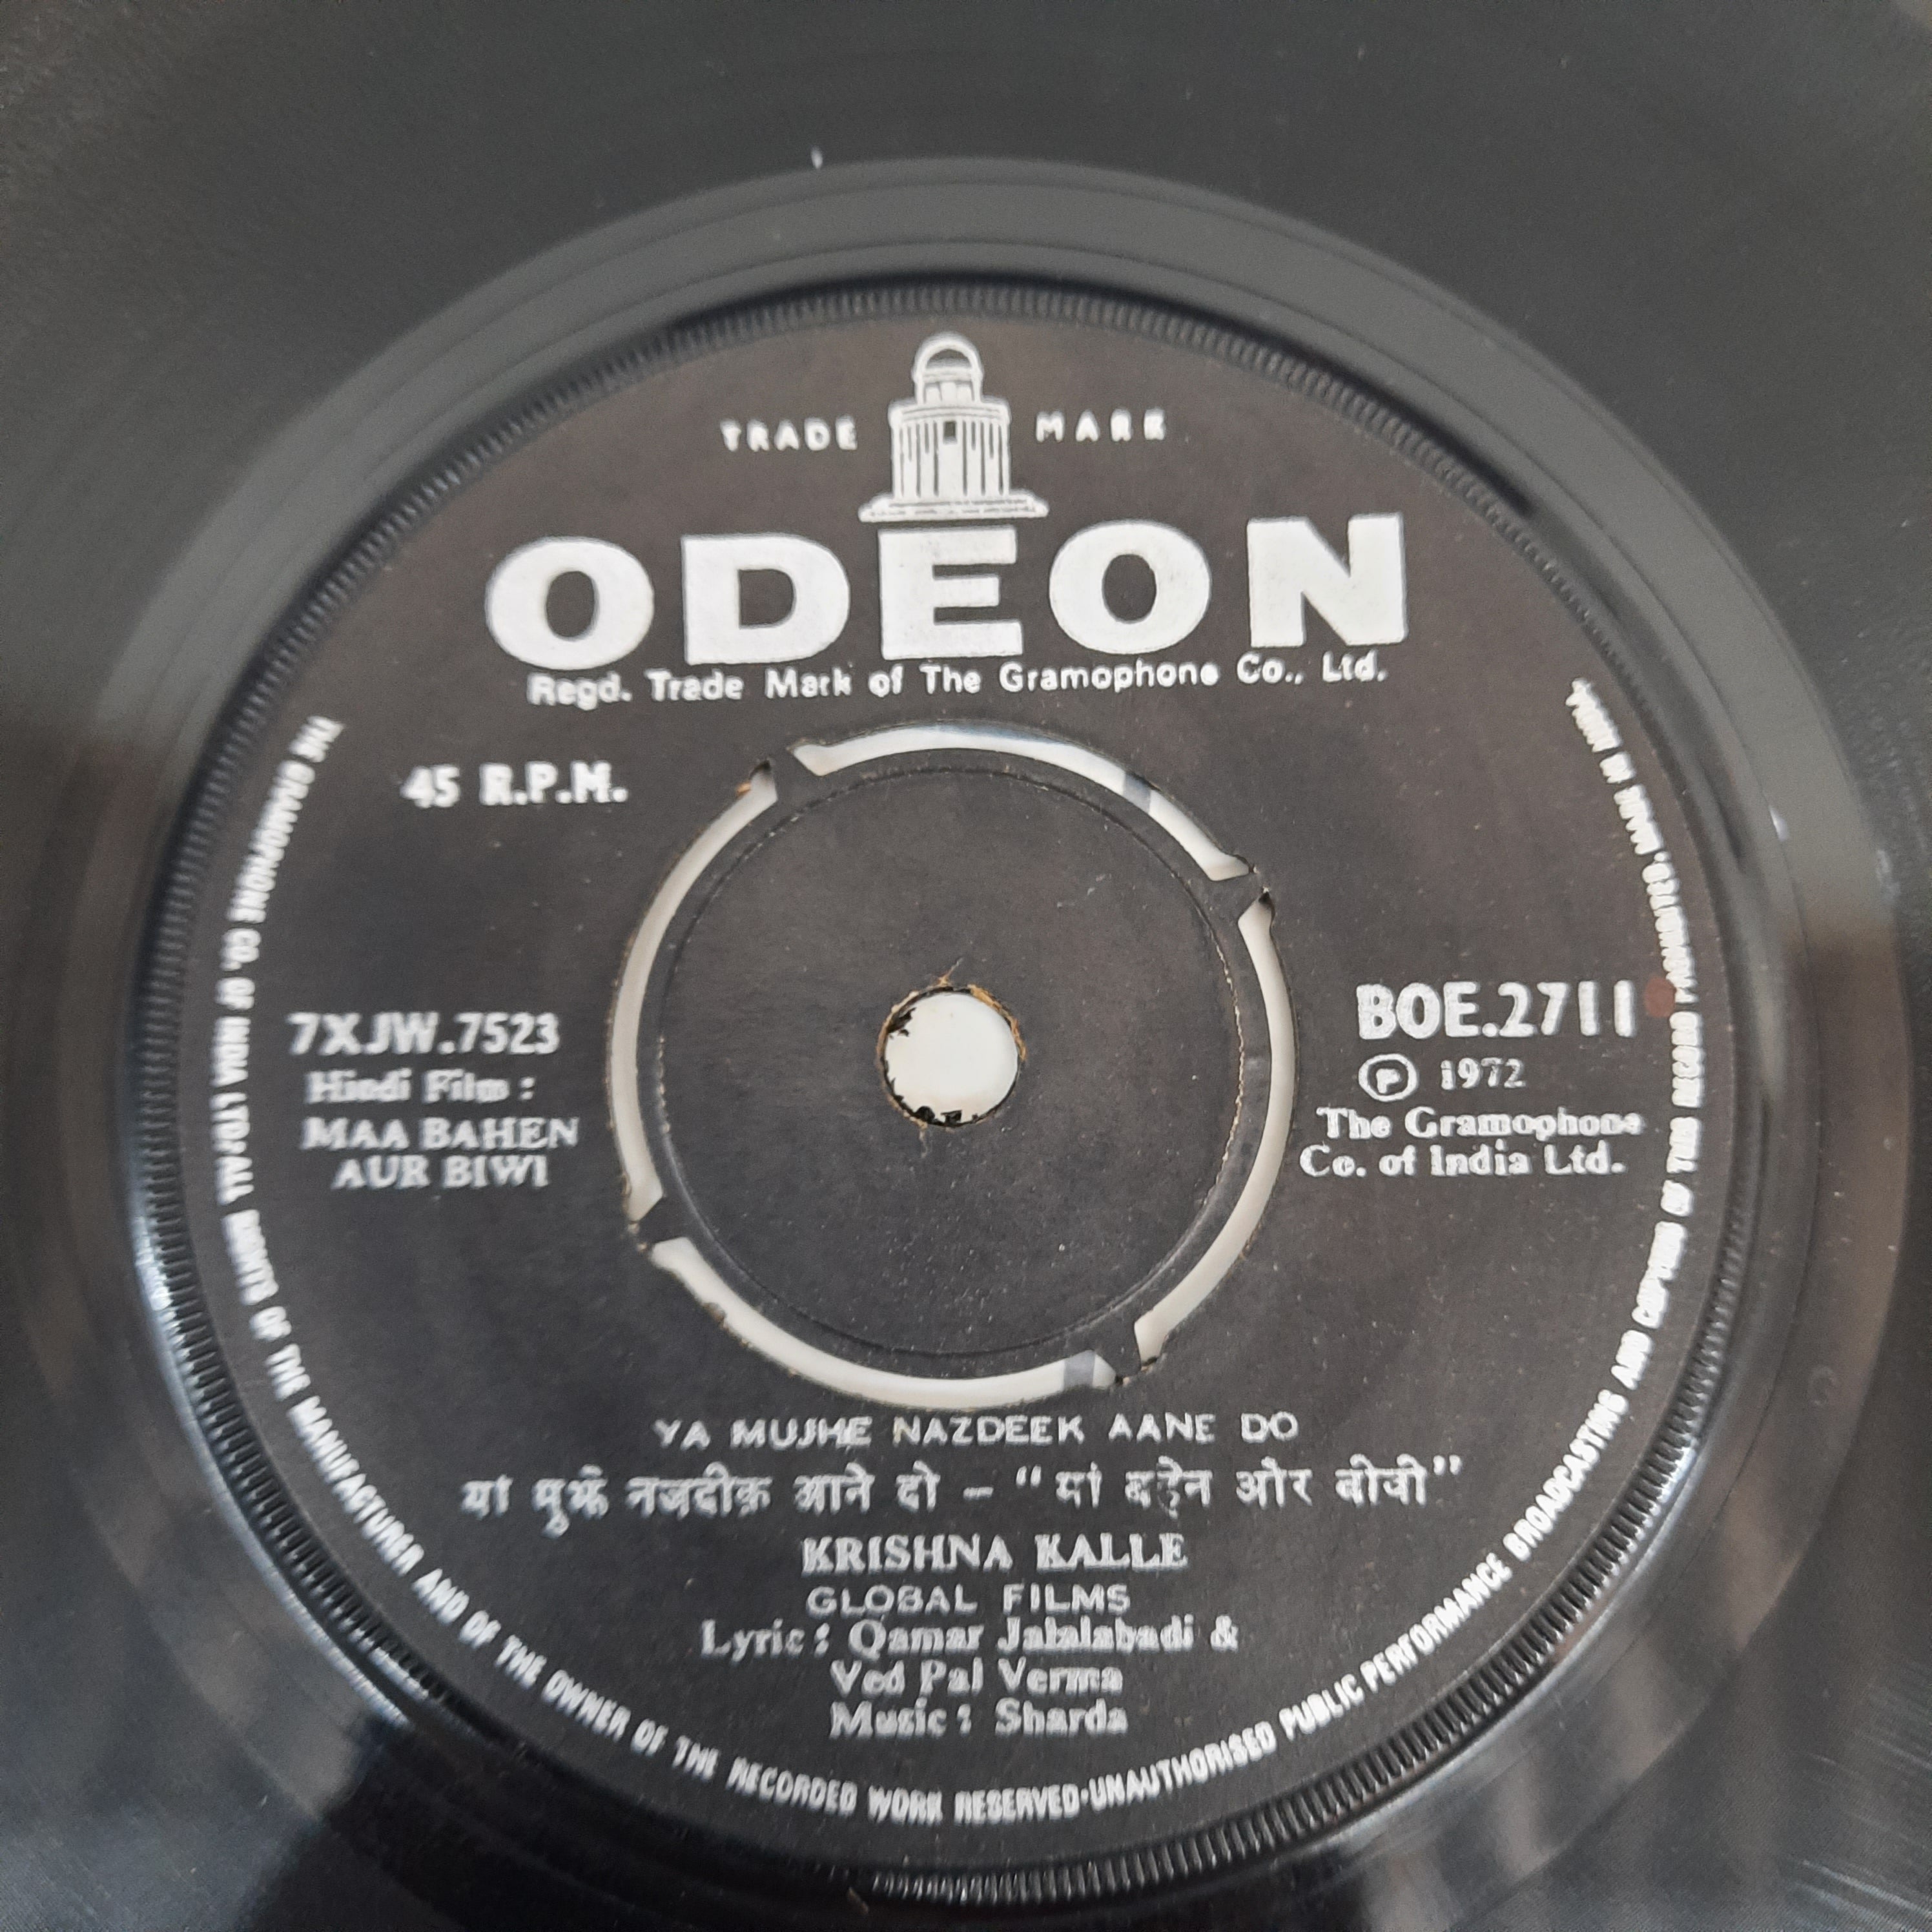 TRADE MARK
ODEON
Regd. Trade Mark of The Gramophone Co., Ltd.
45 R.P.M.
7XJW.7523
Hindi Film :
MAA BAHEN
AUR BIWI
BOE.2711
℗ 1972
The Gramophone
Co. of India Ltd.
YA MUJHE NAZDEEK AANE DO
या मुझे नज़दीक़ आने दो – "मां बहेन और बीवी"
KRISHNA KALLE
GLOBAL FILMS
Lyric : Qamar Jalalabadi &
Ved Pal Verma
Music : Sharda
THE GRAMOPHONE CO. OF INDIA LTD·ALL RIGHTS OF THE MANUFACTURER AND OF THE OWNER OF THE RECORDED WORK RESERVED·UNAUTHORISED PUBLIC PERFORMANCE BROADCASTING AND COPYING OF THIS RECORD PROHIBITED. MADE IN INDIA